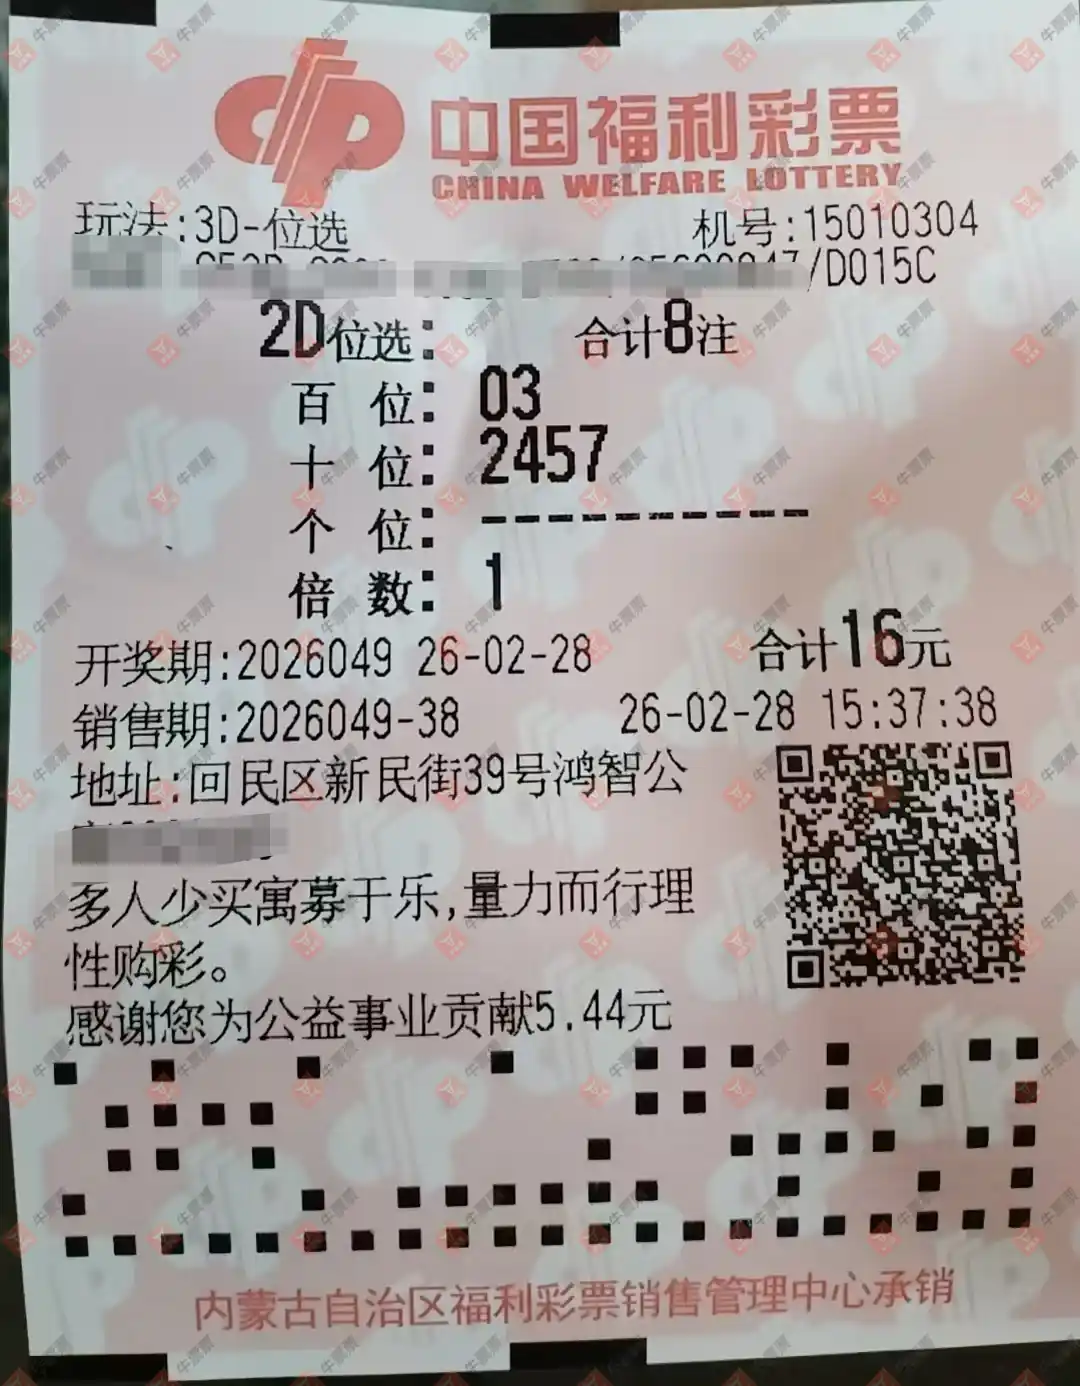 中国福利彩票
CHINA WELFARE LOTTERY
玩法:3D-位选 机号:15010304
/D015C
2D位选: 合计8注
百 位: 03
十 位: 2457
个 位: ----------
倍 数: 1
开奖期:2026049 26-02-28 合计16元
销售期:2026049-38 26-02-28 15:37:38
地址:回民区新民街39号鸿智公
多人少买寓募于乐,量力而行理
性购彩。
感谢您为公益事业贡献5.44元
内蒙古自治区福利彩票销售管理中心承销
牛票票